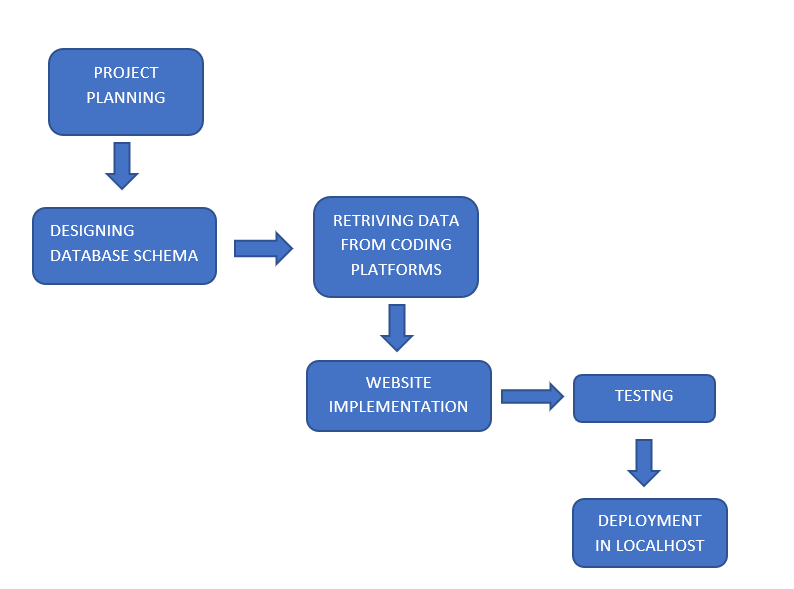 PROJECT
PLANNING
DESIGNING
DATABASE SCHEMA
RETRIVING DATA
FROM CODING
PLATFORMS
WEBSITE
IMPLEMENTATION
TESTNG
DEPLOYMENT
IN LOCALHOST